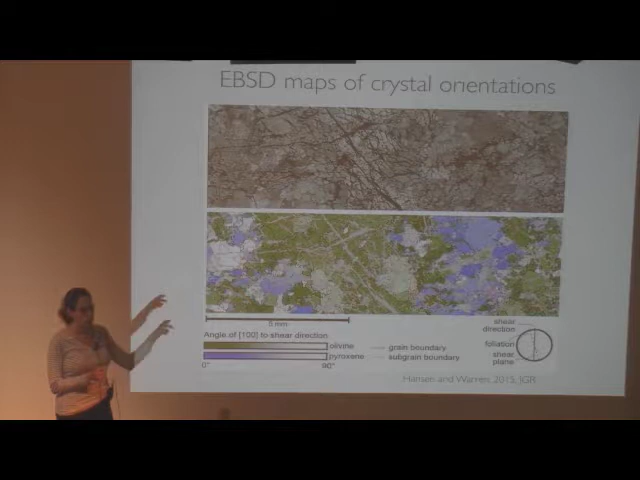 EBSD maps of crystal orientations
5 mm
Angle of [100] to shear direction
olivine
pyroxene
0°
90°
grain boundary
subgrain boundary
shear
direction
foliation
shear
plane
Hansen and Warren, 2015, JGR